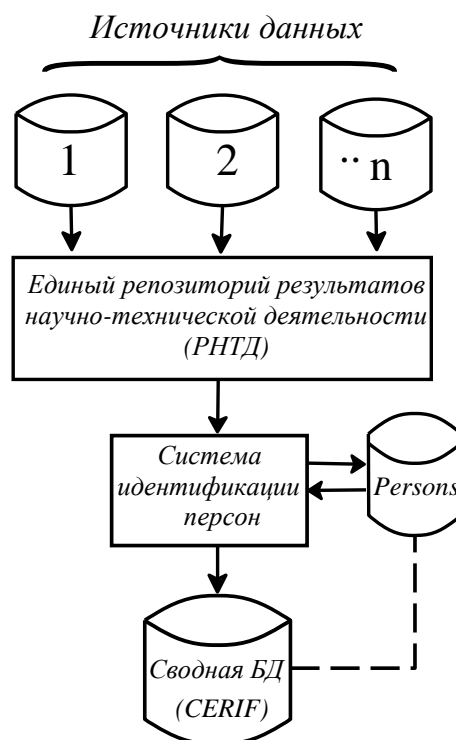 Источники данных
1 2 ·· n
Единый репозиторий результатов
научно-технической деятельности
(РНТД)
Система
идентификации
персон
Persons
Сводная БД
(CERIF)